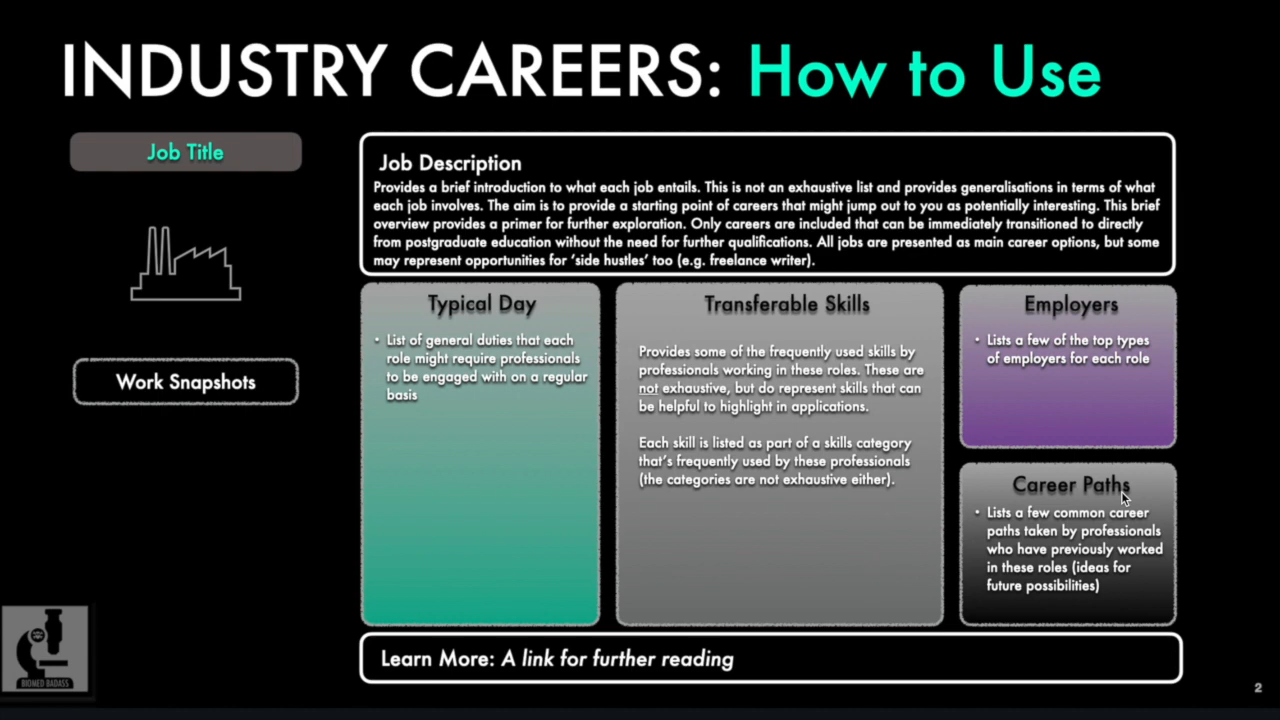 INDUSTRY CAREERS: How to Use
Job Title
Work Snapshots
Job Description
Provides a brief introduction to what each job entails. This is not an exhaustive list and provides generalisations in terms of what
each job involves. The aim is to provide a starting point of careers that might jump out to you as potentially interesting. This brief
overview provides a primer for further exploration. Only careers are included that can be immediately transitioned to directly
from postgraduate education without the need for further qualifications. All jobs are presented as main career options, but some
may represent opportunities for ‘side hustles’ too (e.g. freelance writer).
Typical Day
• List of general duties that each
role might require professionals
to be engaged with on a regular
basis
Transferable Skills
Provides some of the frequently used skills by
professionals working in these roles. These are
not exhaustive, but do represent skills that can
be helpful to highlight in applications.
Each skill is listed as part of a skills category
that’s frequently used by these professionals
(the categories are not exhaustive either).
Employers
• Lists a few of the top types
of employers for each role
Career Paths
• Lists a few common career
paths taken by professionals
who have previously worked
in these roles (ideas for
future possibilities)
Learn More: A link for further reading
BIOMED BADASS
2